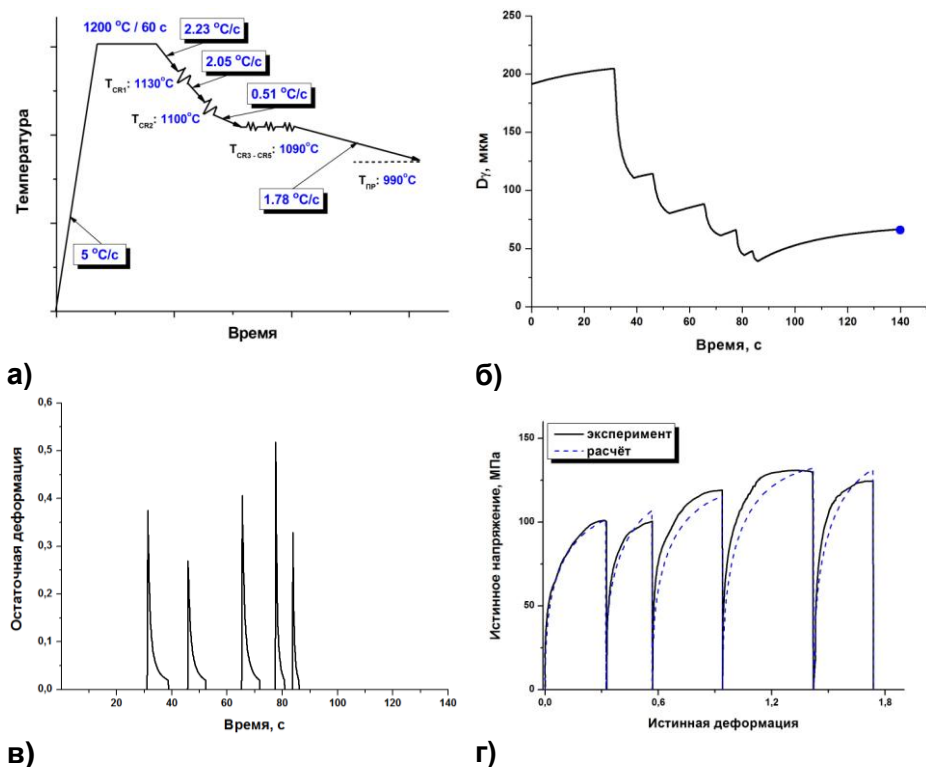 1200 °C / 60 c
2.23 °C/c
2.05 °C/c
T_CR1: 1130°C
0.51 °C/c
T_CR2: 1100°C
T_CR3 - CR5: 1090°C
T_ПР: 990°C
1.78 °C/c
5 °C/c
Температура
Время
а)
250
200
150
100
50
0
Dγ, мкм
0 20 40 60 80 100 120 140
Время, с
б)
0,6
0,5
0,4
0,3
0,2
0,1
0,0
Остаточная деформация
20 40 60 80 100 120 140
Время, с
в)
эксперимент
расчёт
150
100
50
0
Истинное напряжение, МПа
0,0 0,6 1,2 1,8
Истинная деформация
г)